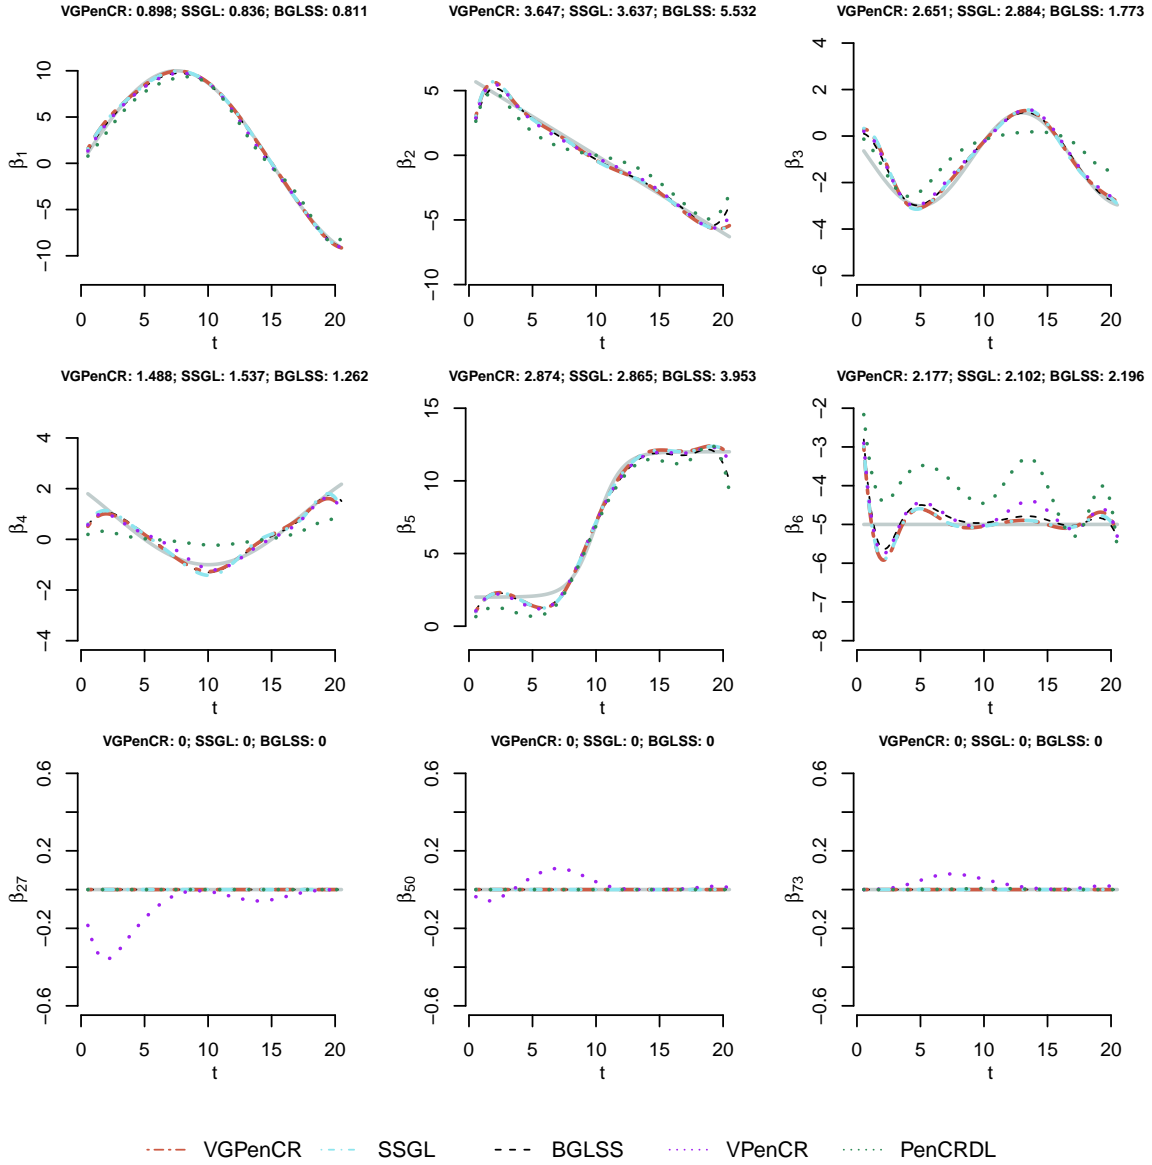 VGPenCR: 0.898; SSGL: 0.836; BGLSS: 0.811
β1
10
5
0
−5
−10
0 5 10 15 20
t
VGPenCR: 3.647; SSGL: 3.637; BGLSS: 5.532
β2
5
0
−5
−10
0 5 10 15 20
t
VGPenCR: 2.651; SSGL: 2.884; BGLSS: 1.773
β3
4
2
0
−2
−4
−6
0 5 10 15 20
t
VGPenCR: 1.488; SSGL: 1.537; BGLSS: 1.262
β4
4
2
0
−2
−4
0 5 10 15 20
t
VGPenCR: 2.874; SSGL: 2.865; BGLSS: 3.953
β5
15
10
5
0
0 5 10 15 20
t
VGPenCR: 2.177; SSGL: 2.102; BGLSS: 2.196
β6
−2
−3
−4
−5
−6
−7
−8
0 5 10 15 20
t
VGPenCR: 0; SSGL: 0; BGLSS: 0
β27
0.6
0.2
−0.2
−0.6
0 5 10 15 20
t
VGPenCR: 0; SSGL: 0; BGLSS: 0
β50
0.6
0.2
−0.2
−0.6
0 5 10 15 20
t
VGPenCR: 0; SSGL: 0; BGLSS: 0
β73
0.6
0.2
−0.2
−0.6
0 5 10 15 20
t
VGPenCR SSGL BGLSS VPenCR PenCRDL